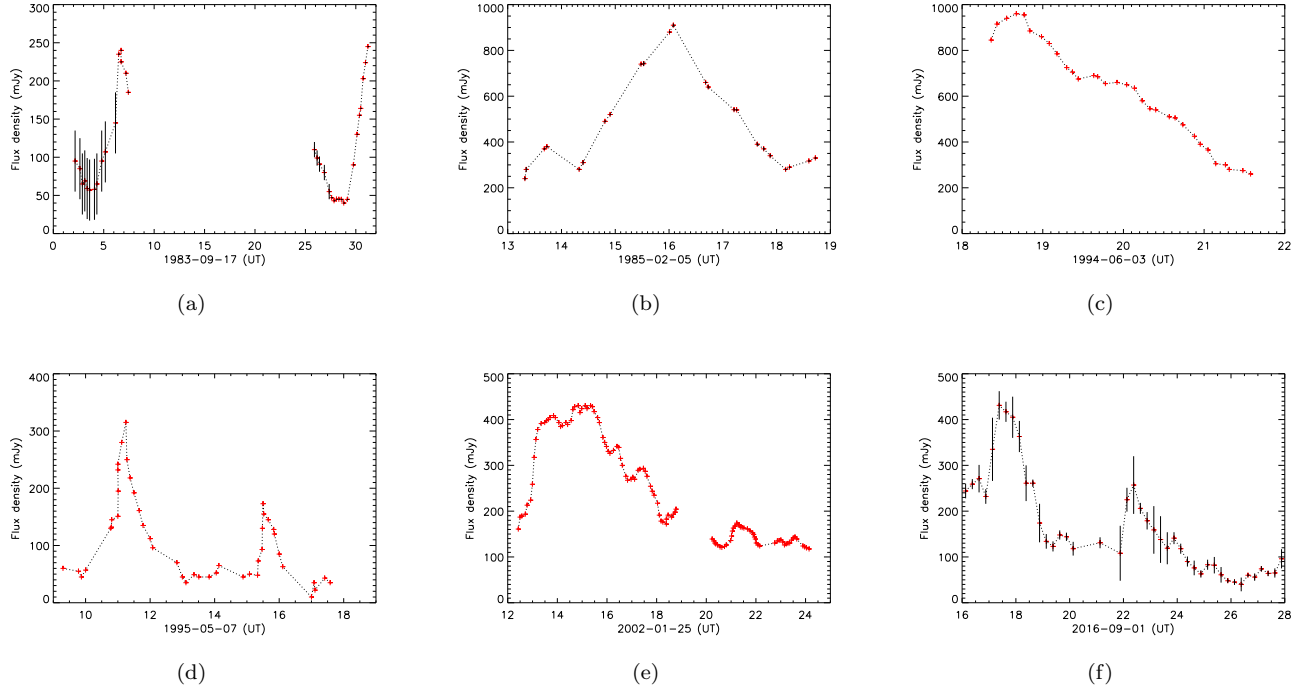 300
250
200
150
100
50
0
Flux density (mJy)
0 5 10 15 20 25 30
1983-09-17 (UT)
(a)
1000
800
600
400
200
0
Flux density (mJy)
13 14 15 16 17 18 19
1985-02-05 (UT)
(b)
1000
800
600
400
200
0
Flux density (mJy)
18 19 20 21 22
1994-06-03 (UT)
(c)
400
300
200
100
0
Flux density (mJy)
10 12 14 16 18
1995-05-07 (UT)
(d)
500
400
300
200
100
0
Flux density (mJy)
12 14 16 18 20 22 24
2002-01-25 (UT)
(e)
500
400
300
200
100
0
Flux density (mJy)
16 18 20 22 24 26 28
2016-09-01 (UT)
(f)